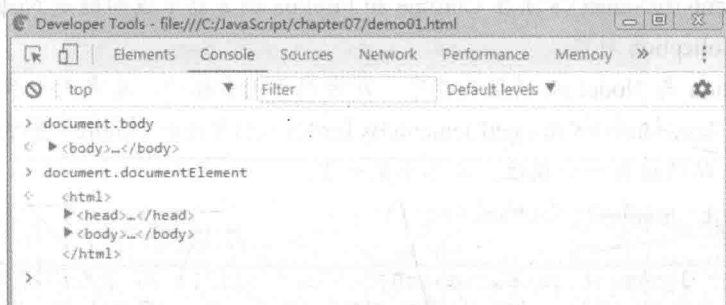 Developer Tools - file:///C:/JavaScript/chapter07/demo01.html
Elements Console Sources Network Performance Memory »
top ▼ Filter Default levels ▼
> document.body
<· ▶<body>…</body>
> document.documentElement
<· <html>
▶<head>…</head>
▶<body>…</body>
</html>
>